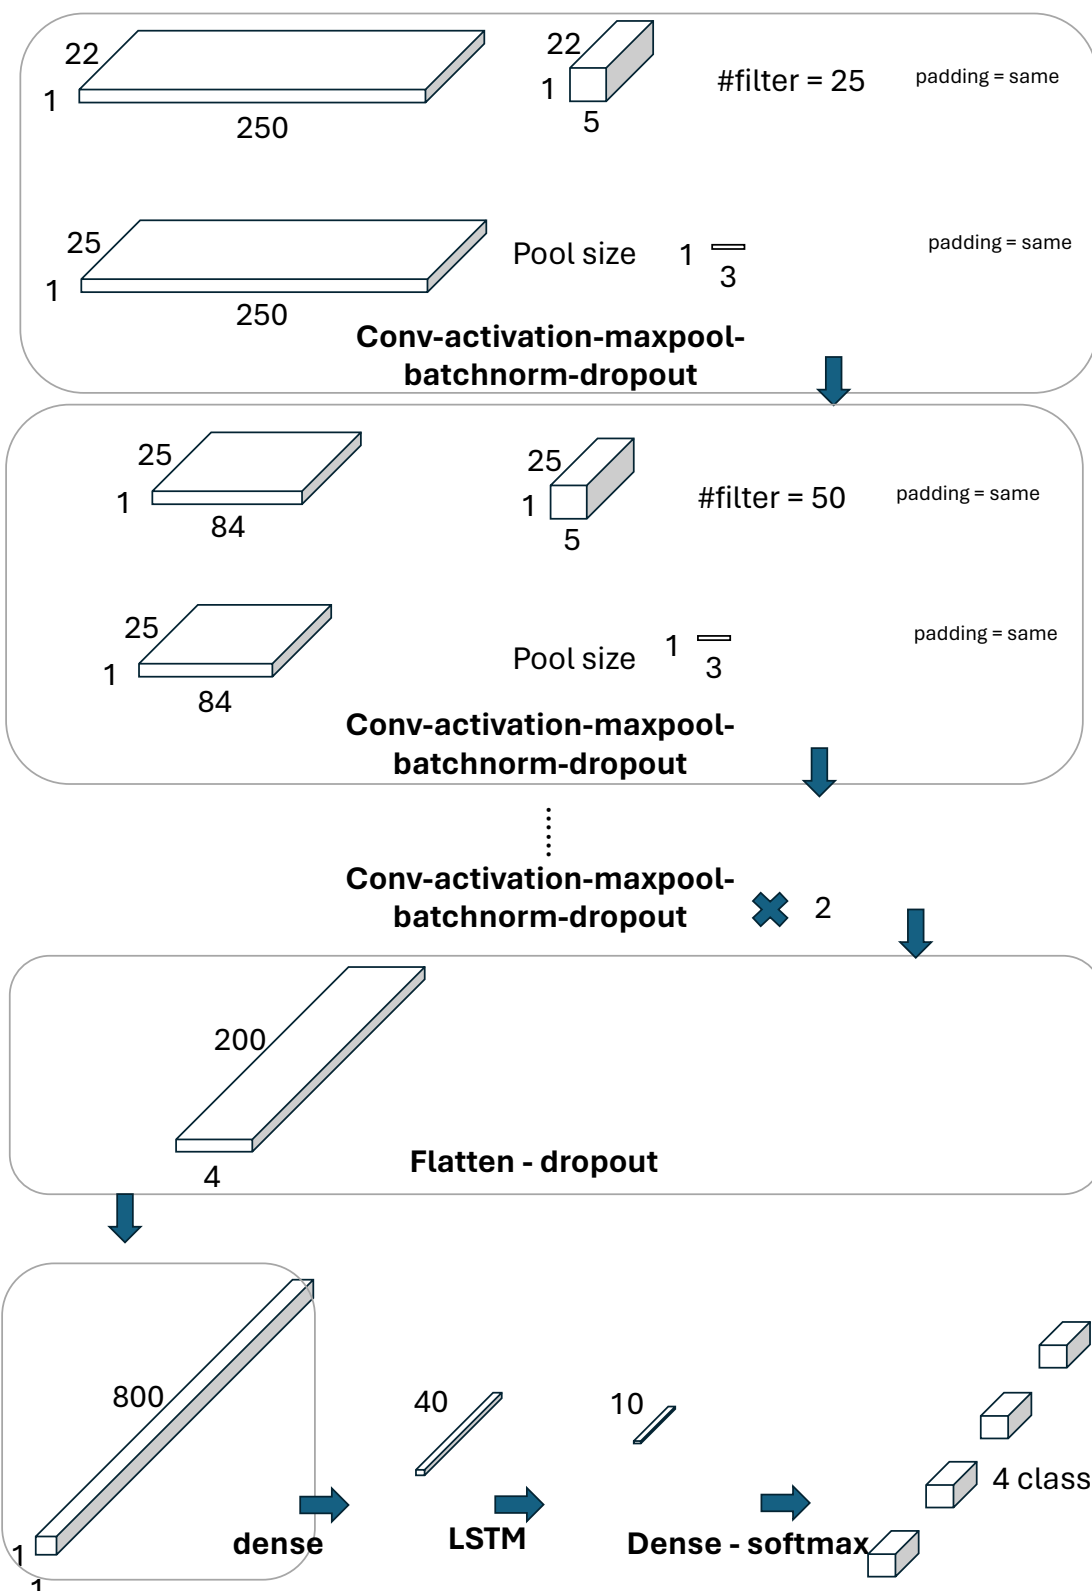 22
1
250
22
1
5
#filter = 25
padding = same
25
1
250
Pool size
1
3
padding = same
Conv-activation-maxpool-
batchnorm-dropout
25
1
84
25
1
5
#filter = 50
padding = same
25
1
84
Pool size
1
3
padding = same
Conv-activation-maxpool-
batchnorm-dropout
Conv-activation-maxpool-
batchnorm-dropout
2
200
4
Flatten - dropout
800
1
1
dense
40
LSTM
10
Dense - softmax
4 class